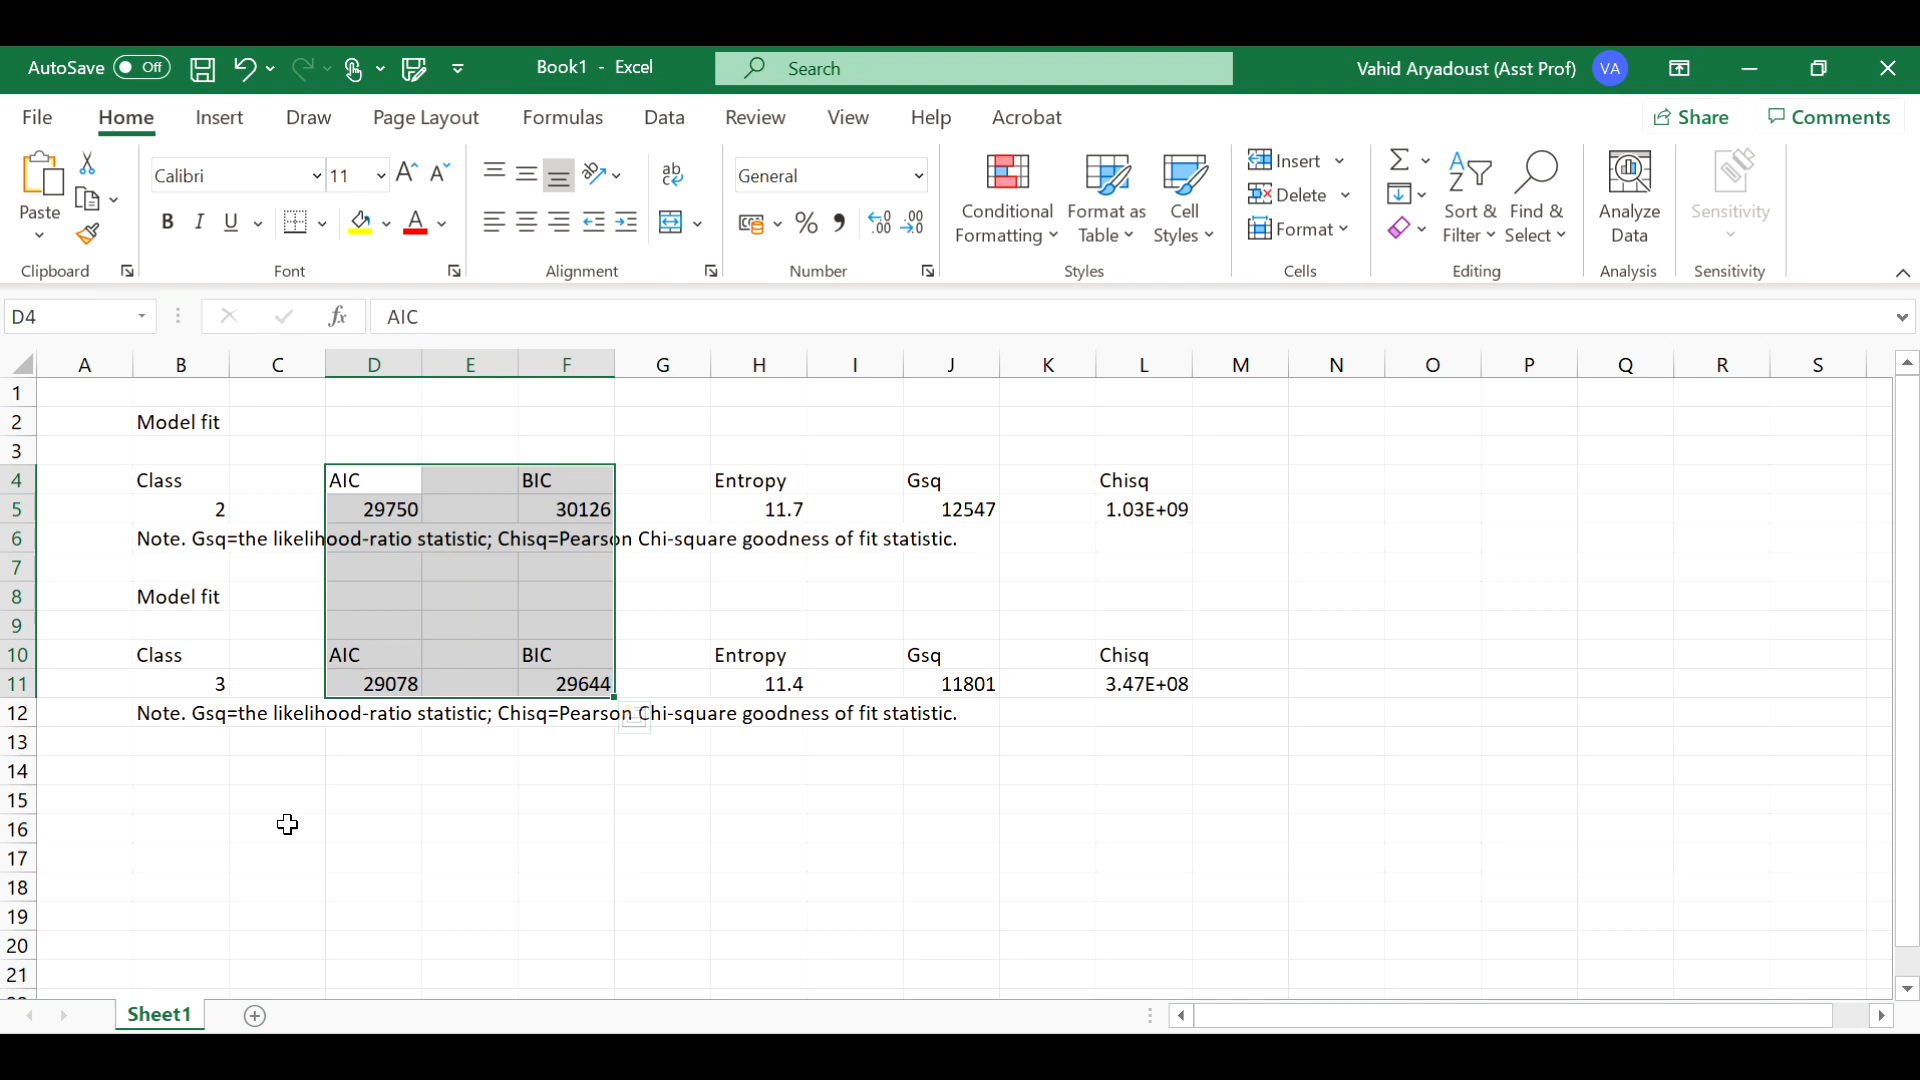 AutoSave Off Book1 - Excel Search Vahid Aryadoust (Asst Prof) VA
File Home Insert Draw Page Layout Formulas Data Review View Help Acrobat Share Comments
Paste Calibri 11 General Conditional Formatting Format as Table Cell Styles Insert Delete Format Sort & Filter Find & Select Analyze Data Sensitivity
Clipboard Font Alignment Number Styles Cells Editing Analysis Sensitivity
D4 fx AIC
A B C D E F G H I J K L M N O P Q R S
1
2 Model fit
3
4 Class AIC BIC Entropy Gsq Chisq
5 2 29750 30126 11.7 12547 1.03E+09
6 Note. Gsq=the likelihood-ratio statistic; Chisq=Pearson Chi-square goodness of fit statistic.
7
8 Model fit
9
10 Class AIC BIC Entropy Gsq Chisq
11 3 29078 29644 11.4 11801 3.47E+08
12 Note. Gsq=the likelihood-ratio statistic; Chisq=Pearson Chi-square goodness of fit statistic.
13
14
15
16
17
18
19
20
21
Sheet1